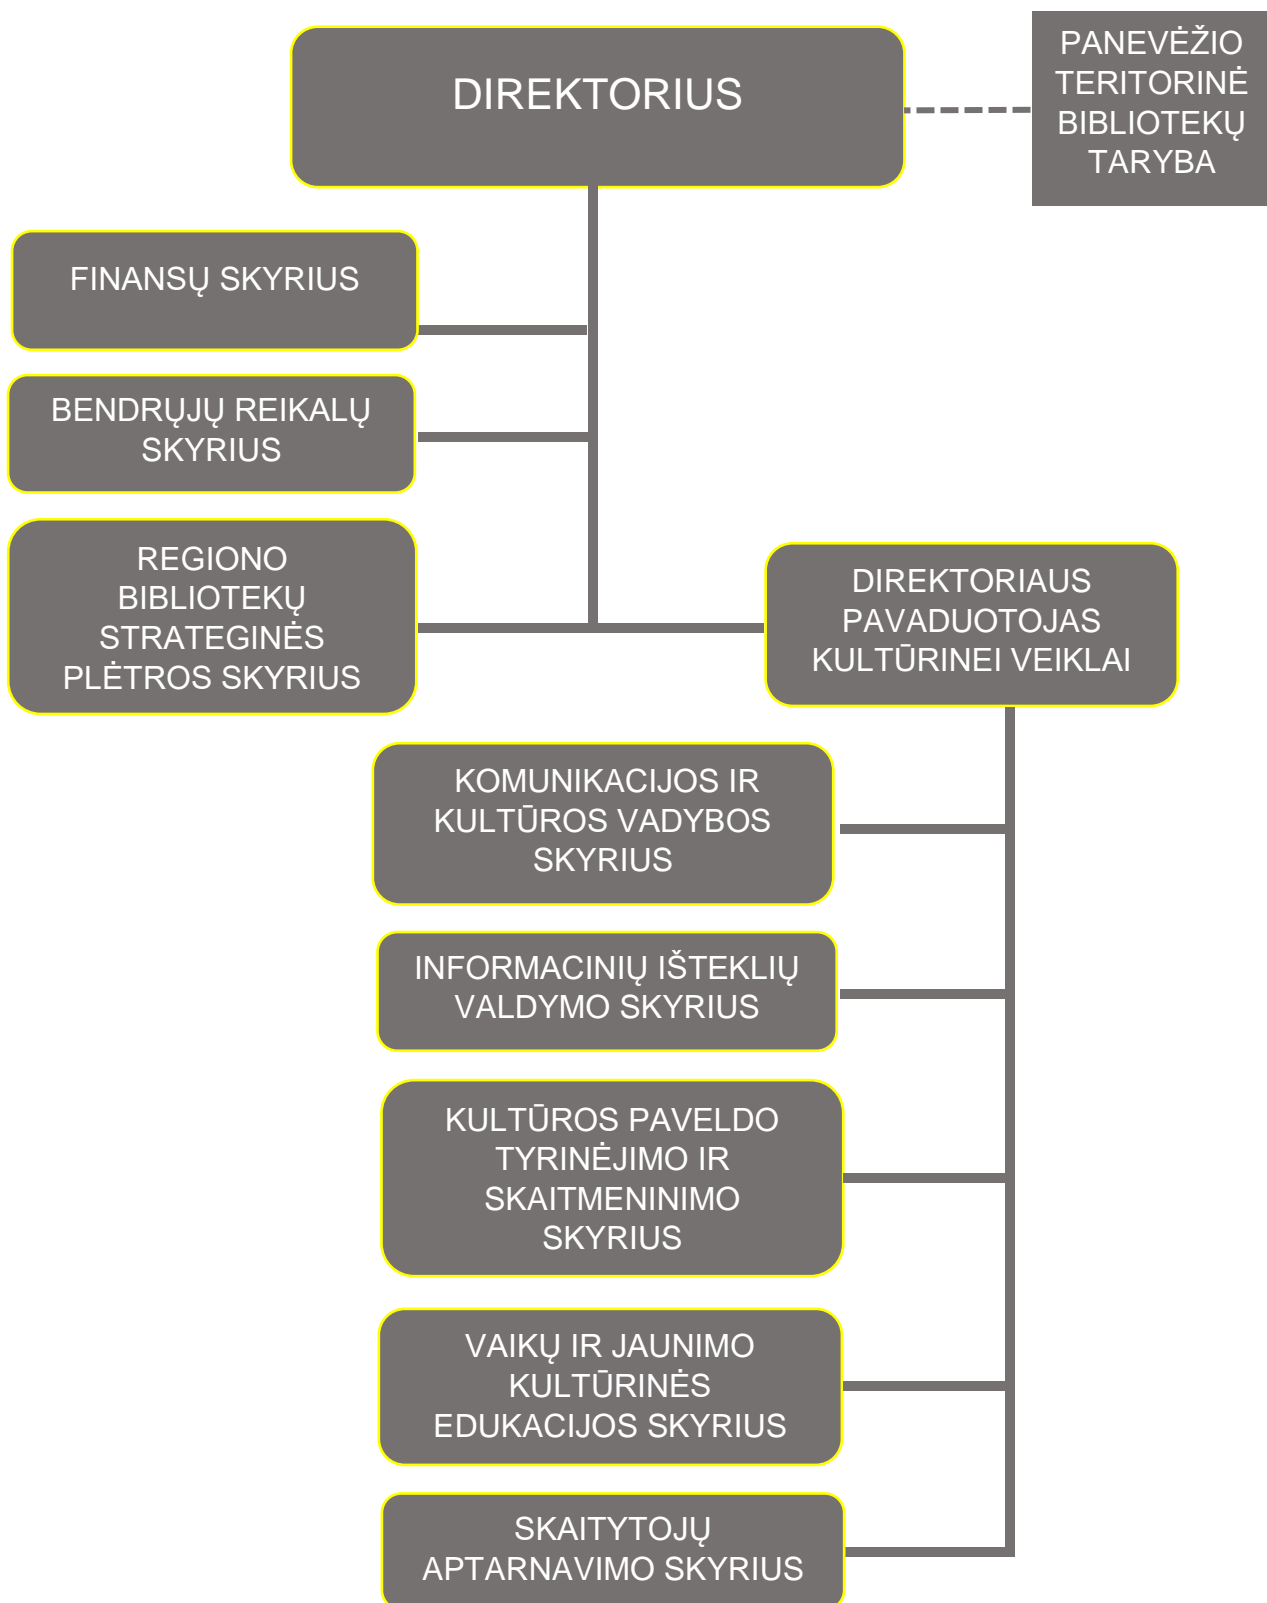 DIREKTORIUS
PANEVĖŽIO
TERITORINĖ
BIBLIOTEKŲ
TARYBA
FINANSŲ SKYRIUS
BENDRŲJŲ REIKALŲ
SKYRIUS
REGIONO
BIBLIOTEKŲ
STRATEGINĖS
PLĖTROS SKYRIUS
DIREKTORIAUS
PAVADUOTOJAS
KULTŪRINEI VEIKLAI
KOMUNIKACIJOS IR
KULTŪROS VADYBOS
SKYRIUS
INFORMACINIŲ IŠTEKLIŲ
VALDYMO SKYRIUS
KULTŪROS PAVELDO
TYRINĖJIMO IR
SKAITMENINIMO
SKYRIUS
VAIKŲ IR JAUNIMO
KULTŪRINĖS
EDUKACIJOS SKYRIUS
SKAITYTOJŲ
APTARNAVIMO SKYRIUS